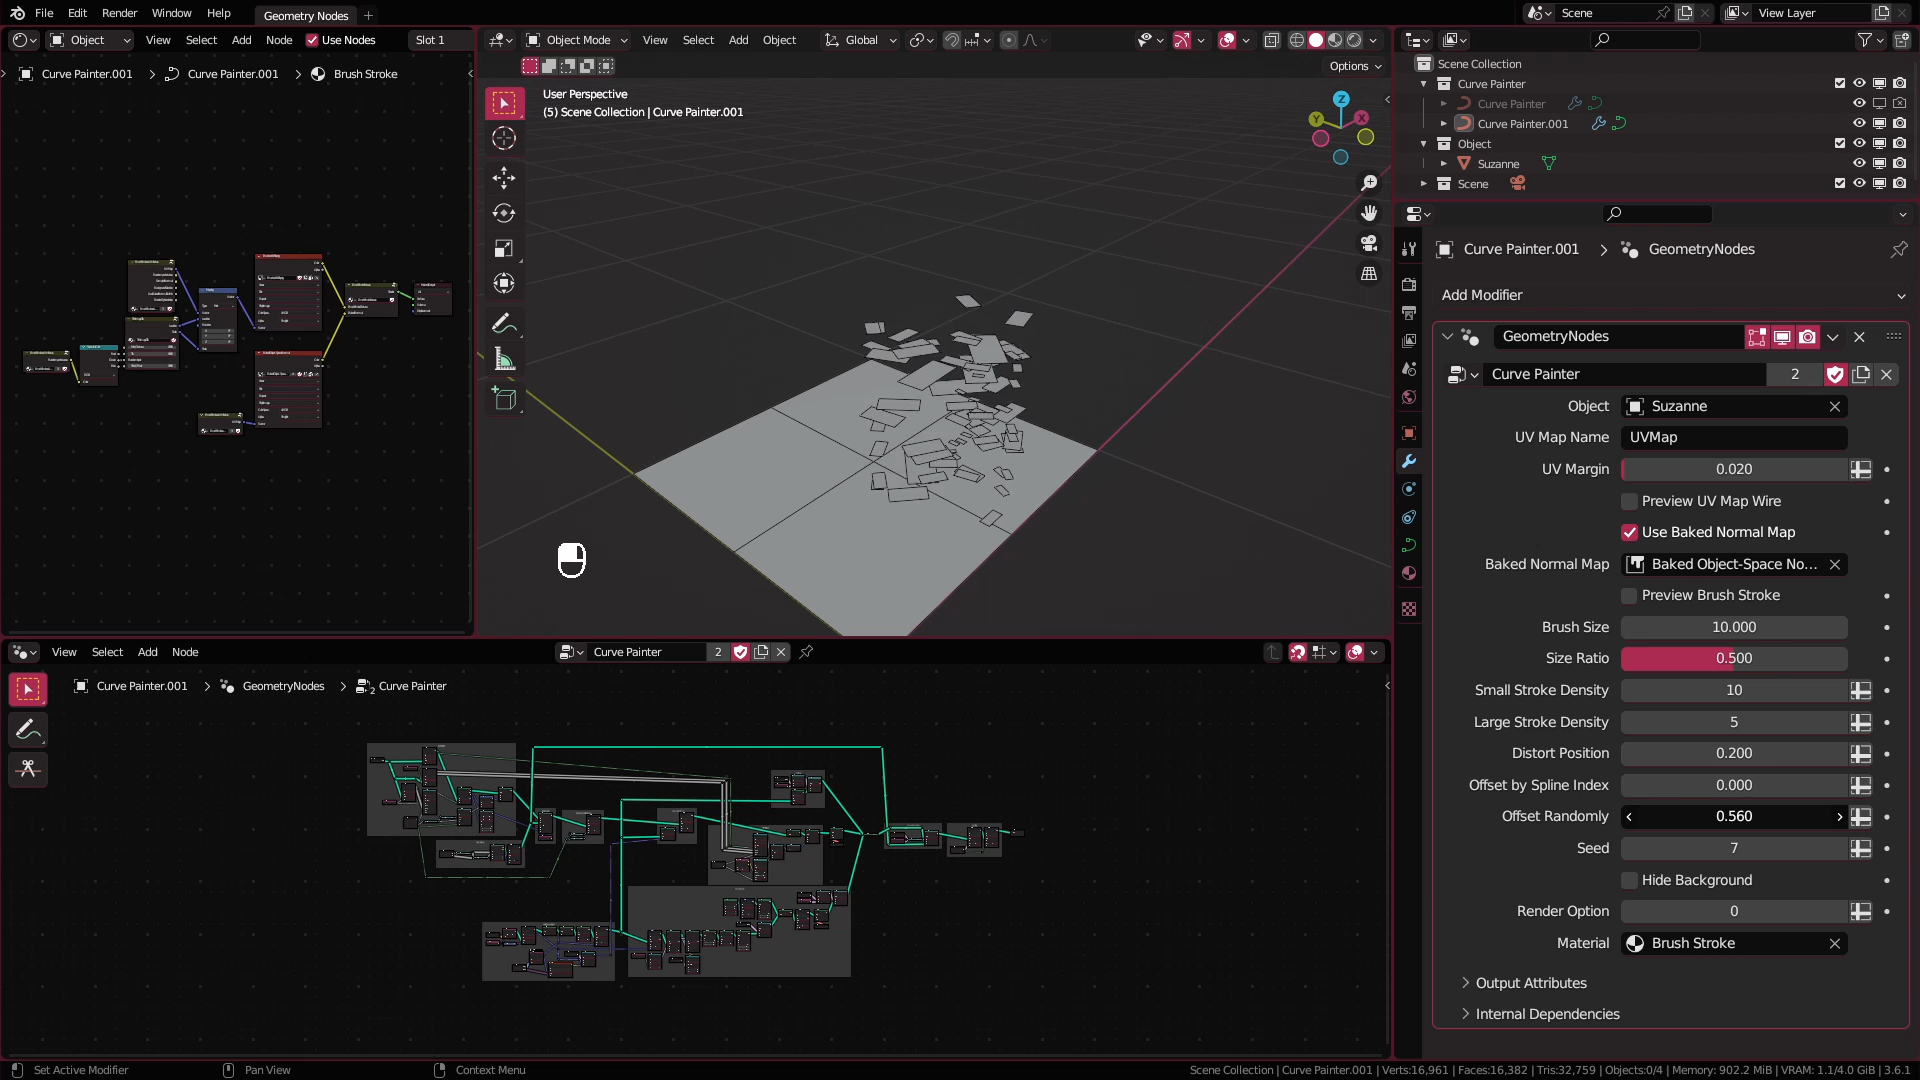 File Edit Render Window Help Geometry Nodes
Scene View Layer
Object View Select Add Node Use Nodes Slot 1
Curve Painter.001 Curve Painter.001 Brush Stroke
Object Mode View Select Add Object Global
Options
User Perspective
(5) Scene Collection | Curve Painter.001
Z
Y
X
Scene Collection
Curve Painter
Curve Painter
Curve Painter.001
Object
Suzanne
Scene
Curve Painter.001 GeometryNodes
Add Modifier
GeometryNodes
Curve Painter 2
Object Suzanne
UV Map Name UVMap
UV Margin 0.020
Preview UV Map Wire
Use Baked Normal Map
Baked Normal Map Baked Object-Space No...
Preview Brush Stroke
Brush Size 10.000
Size Ratio 0.500
Small Stroke Density 10
Large Stroke Density 5
Distort Position 0.200
Offset by Spline Index 0.000
Offset Randomly 0.560
Seed 7
Hide Background
Render Option 0
Material Brush Stroke
Output Attributes
Internal Dependencies
View Select Add Node Curve Painter 2
Curve Painter.001 GeometryNodes 2 Curve Painter
Set Active Modifier Pan View Context Menu
Scene Collection | Curve Painter.001 | Verts:16,961 | Faces:16,382 | Tris:32,759 | Objects:0/4 | Memory: 902.2 MiB | VRAM: 1.1/4.0 GiB | 3.6.1